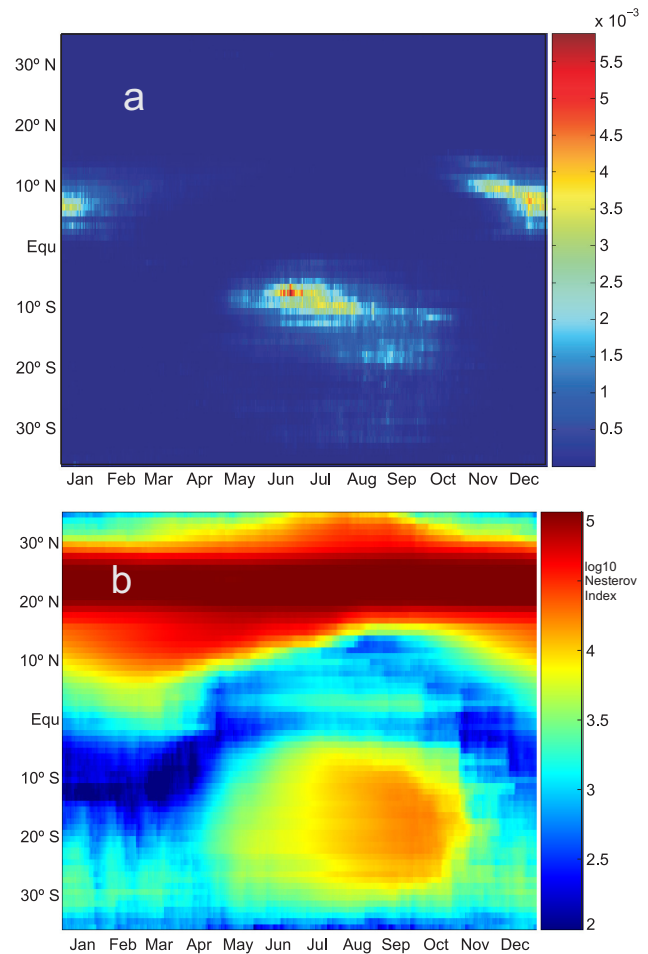 x 10⁻³
a
35º N
20º N
10º N
Equ
10º S
20º S
30º S
Jan Feb Mar Apr May Jun Jul Aug Sep Oct Nov Dec
5.5
5
4.5
4
3.5
3
2.5
2
1.5
1
0.5
b
30º N
20º N
10º N
Equ
10º S
20º S
30º S
Jan Feb Mar Apr May Jun Jul Aug Sep Oct Nov Dec
5
log10
Nesterov
Index
4
3.5
3
2.5
2